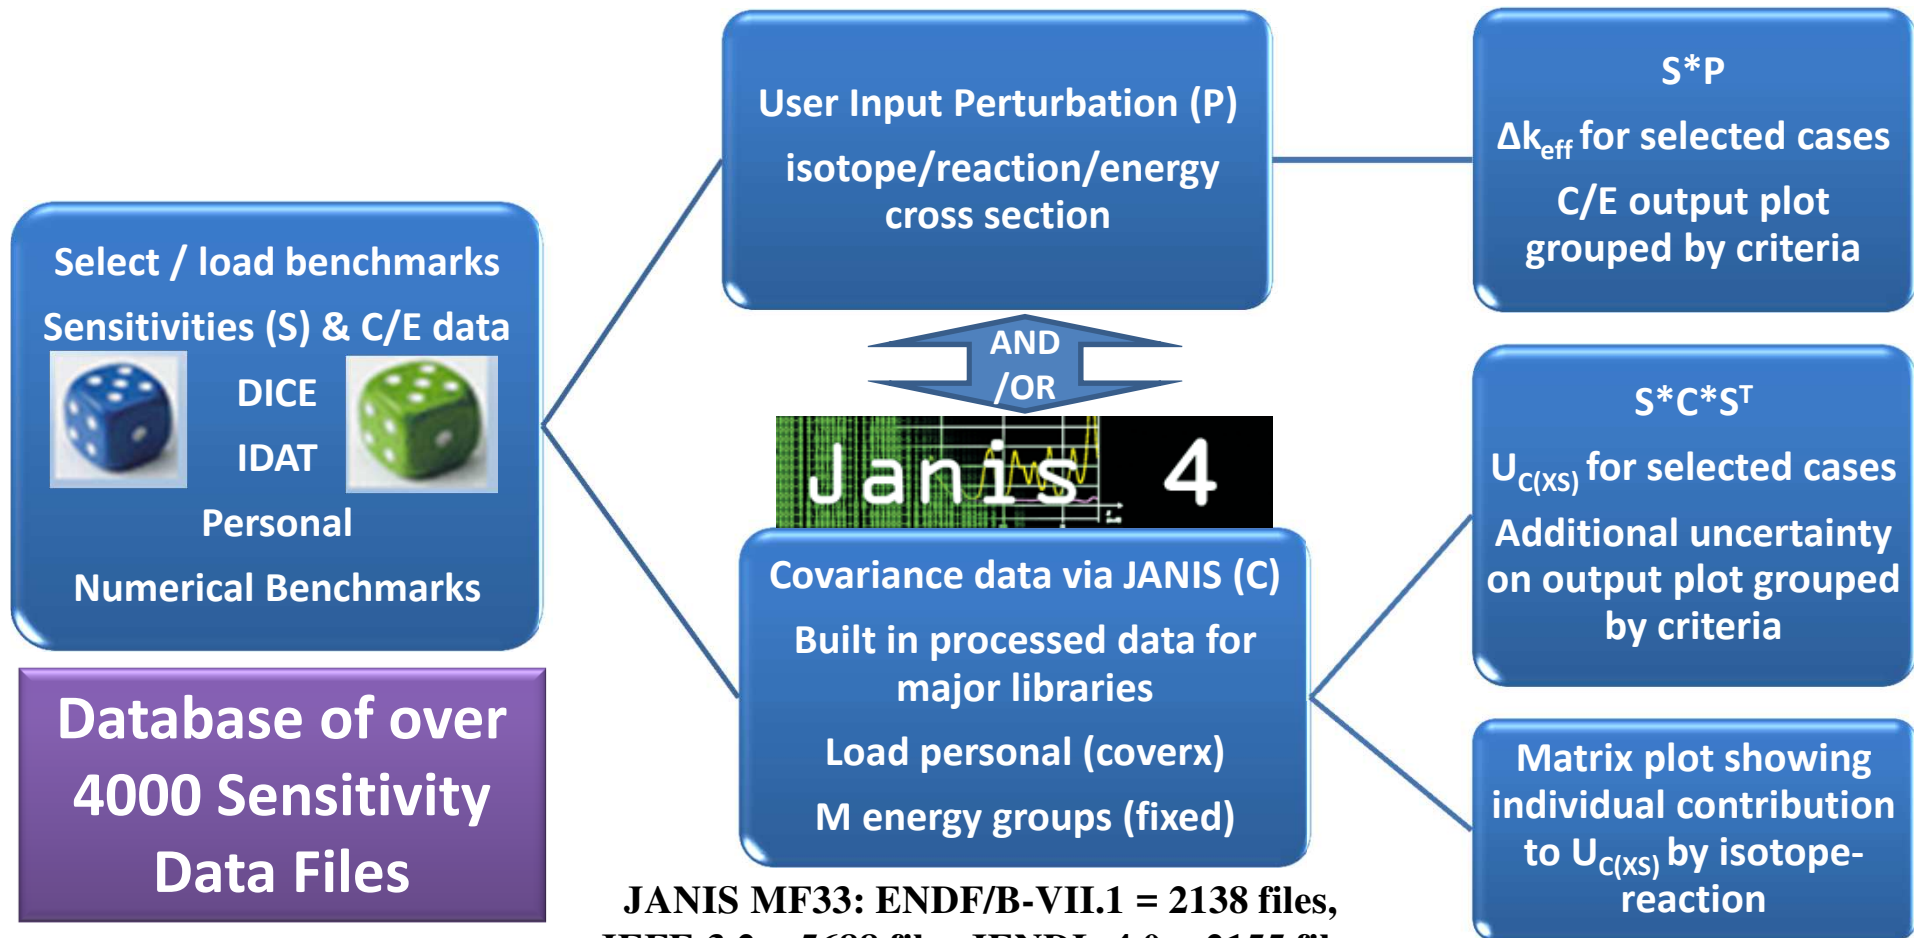 Select / load benchmarks
Sensitivities (S) & C/E data
DICE
IDAT
Personal
Numerical Benchmarks
Database of over
4000 Sensitivity
Data Files
User Input Perturbation (P)
isotope/reaction/energy
cross section
AND
/OR
Janis 4
Covariance data via JANIS (C)
Built in processed data for
major libraries
Load personal (coverx)
M energy groups (fixed)
JANIS MF33: ENDF/B-VII.1 = 2138 files,
S*P
Δkeff for selected cases
C/E output plot
grouped by criteria
S*C*Sᵀ
UC(XS) for selected cases
Additional uncertainty
on output plot grouped
by criteria
Matrix plot showing
individual contribution
to UC(XS) by isotope-
reaction